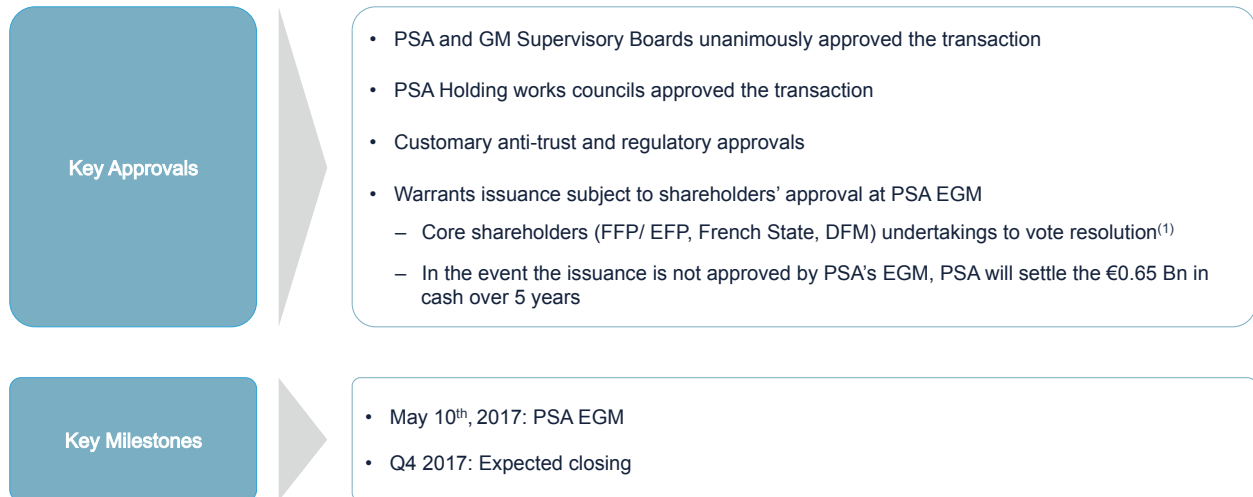 Key Approvals
• PSA and GM Supervisory Boards unanimously approved the transaction
• PSA Holding works councils approved the transaction
• Customary anti-trust and regulatory approvals
• Warrants issuance subject to shareholders’ approval at PSA EGM
– Core shareholders (FFP/ EFP, French State, DFM) undertakings to vote resolution(1)
– In the event the issuance is not approved by PSA’s EGM, PSA will settle the €0.65 Bn in
cash over 5 years
Key Milestones
• May 10th, 2017: PSA EGM
• Q4 2017: Expected closing